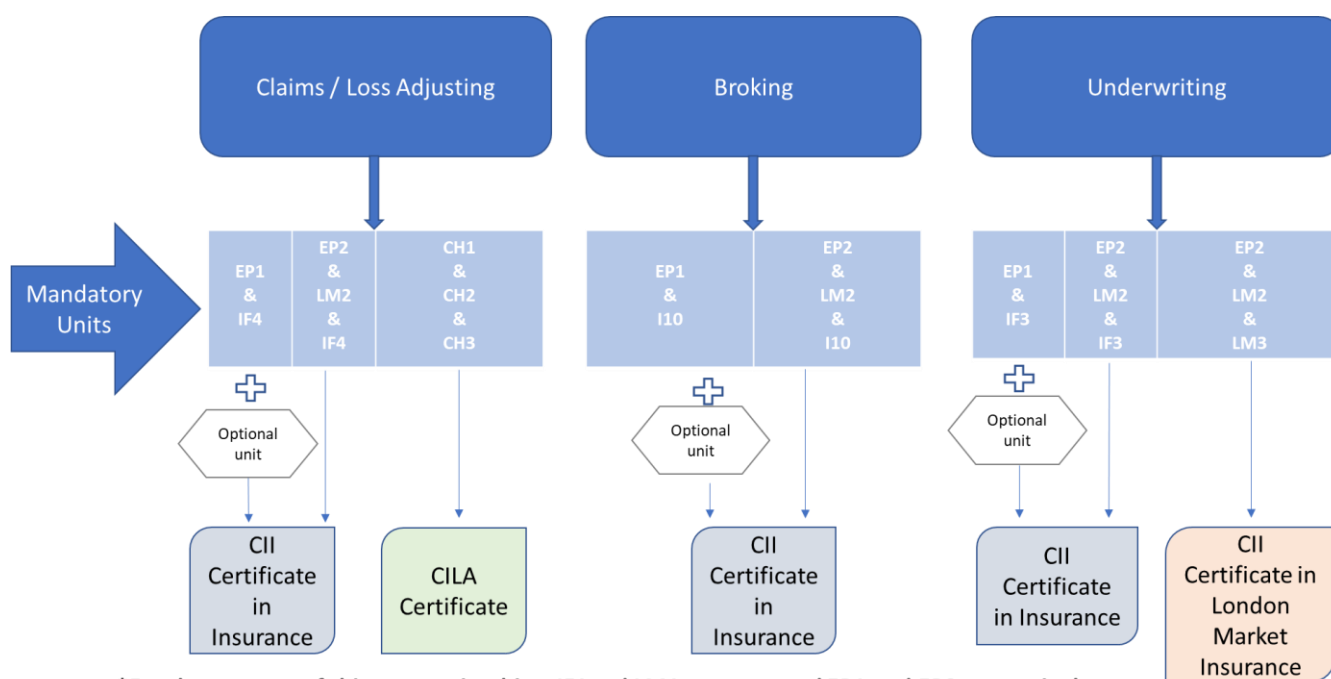 Claims / Loss Adjusting
Broking
Underwriting
Mandatory
Units
EP1
&
IF4
EP2
&
LM2
&
IF4
CH1
&
CH2
&
CH3
EP1
&
I10
EP2
&
LM2
&
I10
EP1
&
IF3
EP2
&
LM2
&
IF3
EP2
&
LM2
&
LM3
Optional
unit
Optional
unit
Optional
unit
CII
Certificate
in
Insurance
CILA
Certificate
CII
Certificate
in
Insurance
CII
Certificate
in Insurance
CII
Certificate in
London
Market
Insurance